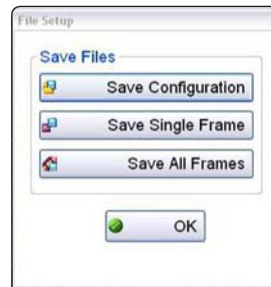 File Setup
Save Files
Save Configuration
Save Single Frame
Save All Frames
OK